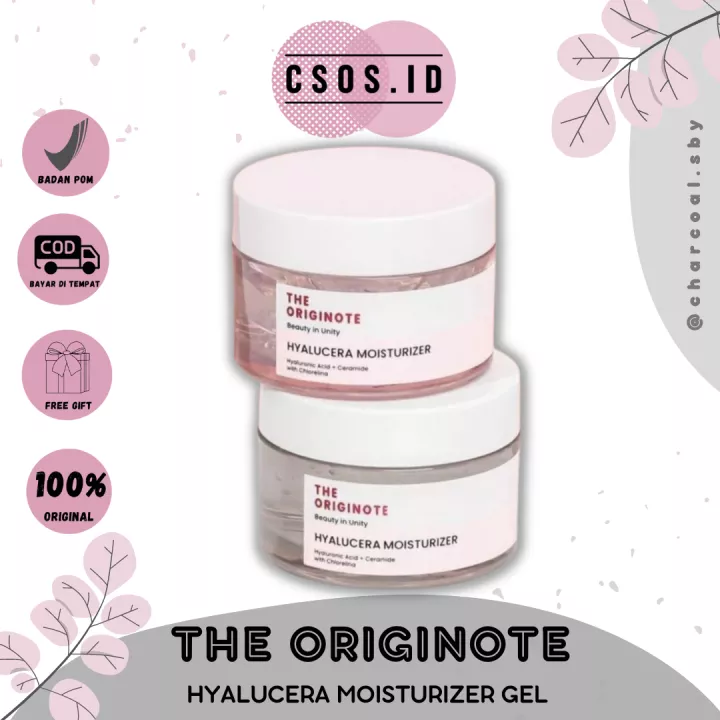 CSOS.ID
@charcoal.sby
BADAN POM
COD
BAYAR DI TEMPAT
FREE GIFT
100%
ORIGINAL
THE
ORIGINOTE
Beauty in Unity
HYALUCERA MOISTURIZER
Hyaluronic Acid + Ceramide
with Chlorelina
THE
ORIGINOTE
Beauty in Unity
HYALUCERA MOISTURIZER
Hyaluronic Acid + Ceramide
with Chlorelina
THE ORIGINOTE
HYALUCERA MOISTURIZER GEL